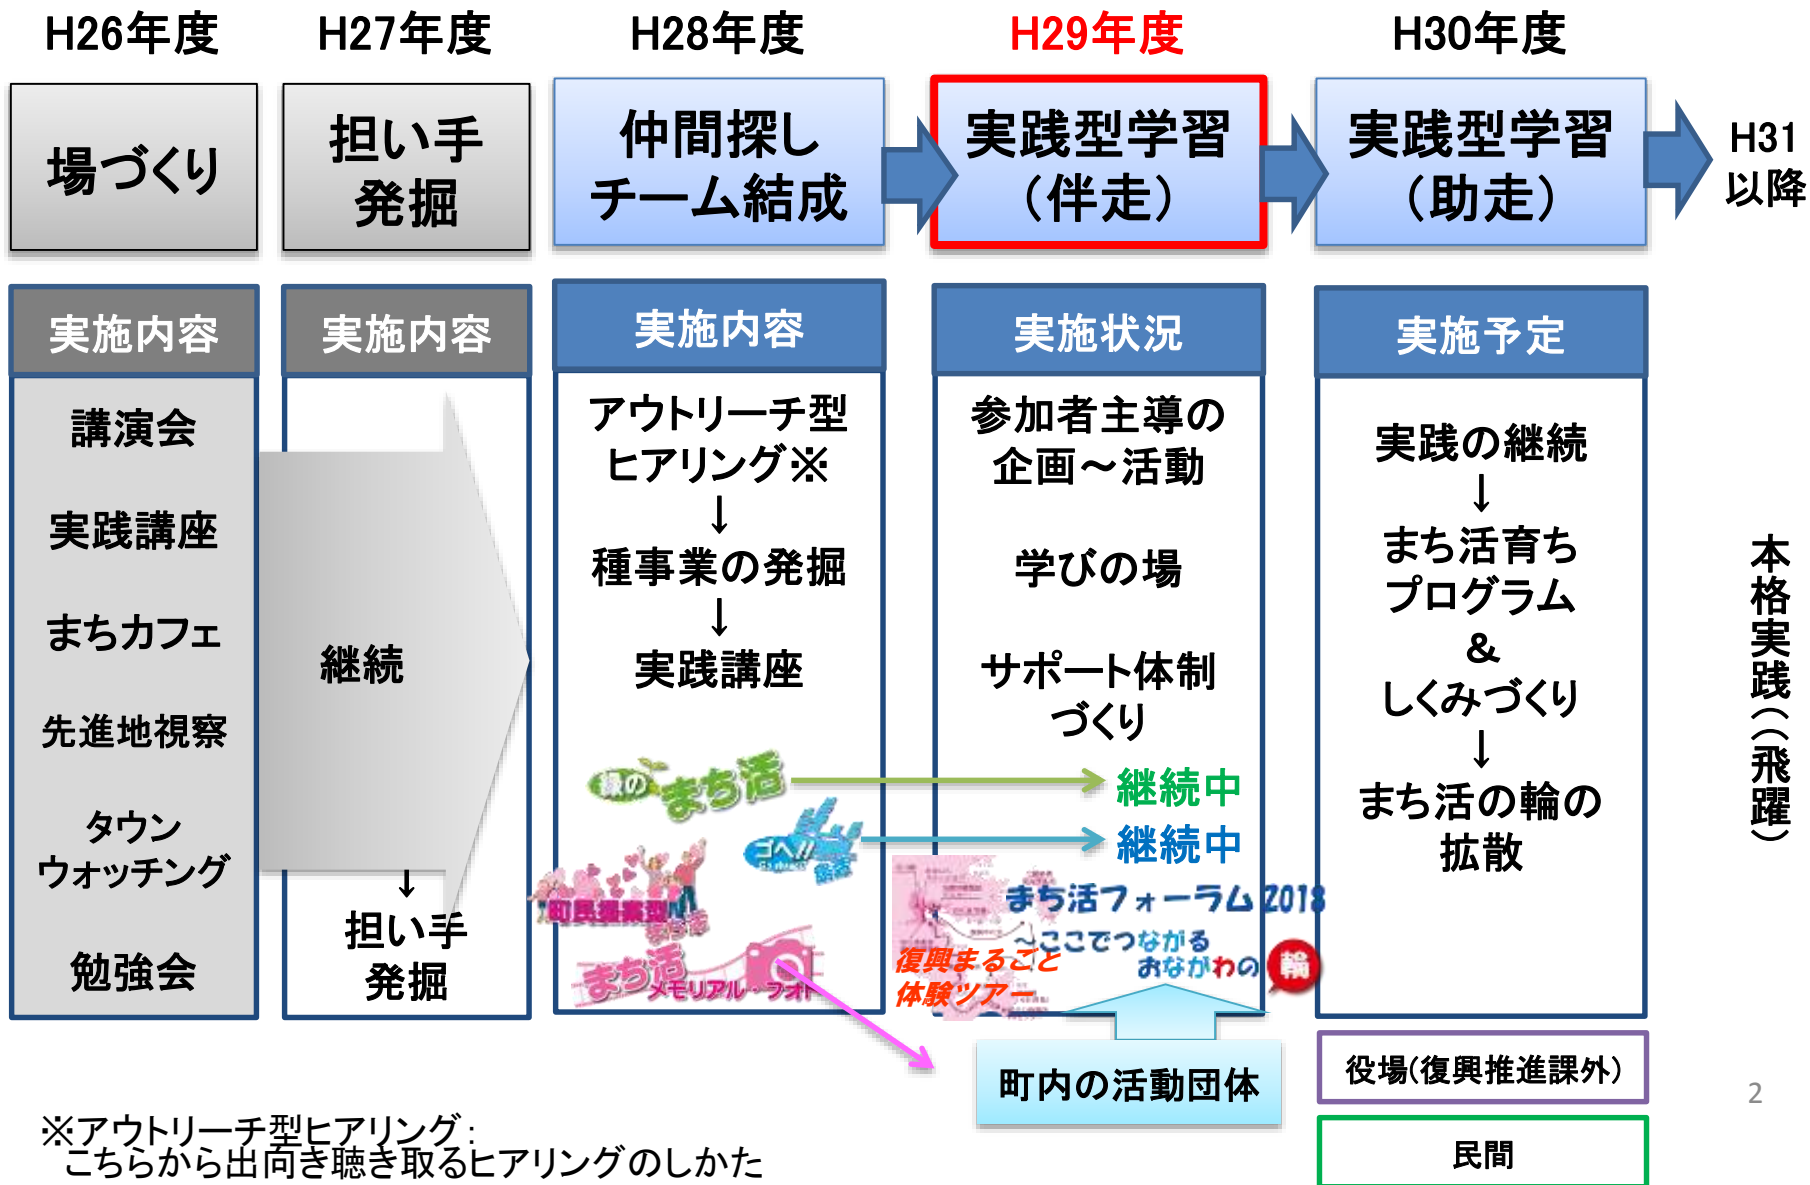 H26年度
H27年度
H28年度
H29年度
H30年度
場づくり
担い手
発掘
仲間探し
チーム結成
実践型学習
（伴走）
実践型学習
（助走）
H31
以降
実施内容
講演会
実践講座
まちカフェ
先進地視察
タウン
ウォッチング
勉強会
実施内容
継続
↓
担い手
発掘
実施内容
アウトリーチ型
ヒアリング※
↓
種事業の発掘
↓
実践講座
緑の
まち活
ゴヘ!!
町民提案型
まち活
まち活
メモリアル・フォト
実施状況
参加者主導の
企画～活動
学びの場
サポート体制
づくり
継続中
継続中
まち活フォーラム 2018
～ここでつながる
おながわの 輪
復興まるごと
体験ツアー
町内の活動団体
実施予定
実践の継続
↓
まち活育ち
プログラム
＆
しくみづくり
↓
まち活の輪の
拡散
本格実践（（飛躍）
役場(復興推進課外)
民間
※アウトリーチ型ヒアリング：
こちらから出向き聴き取るヒアリングのしかた
2